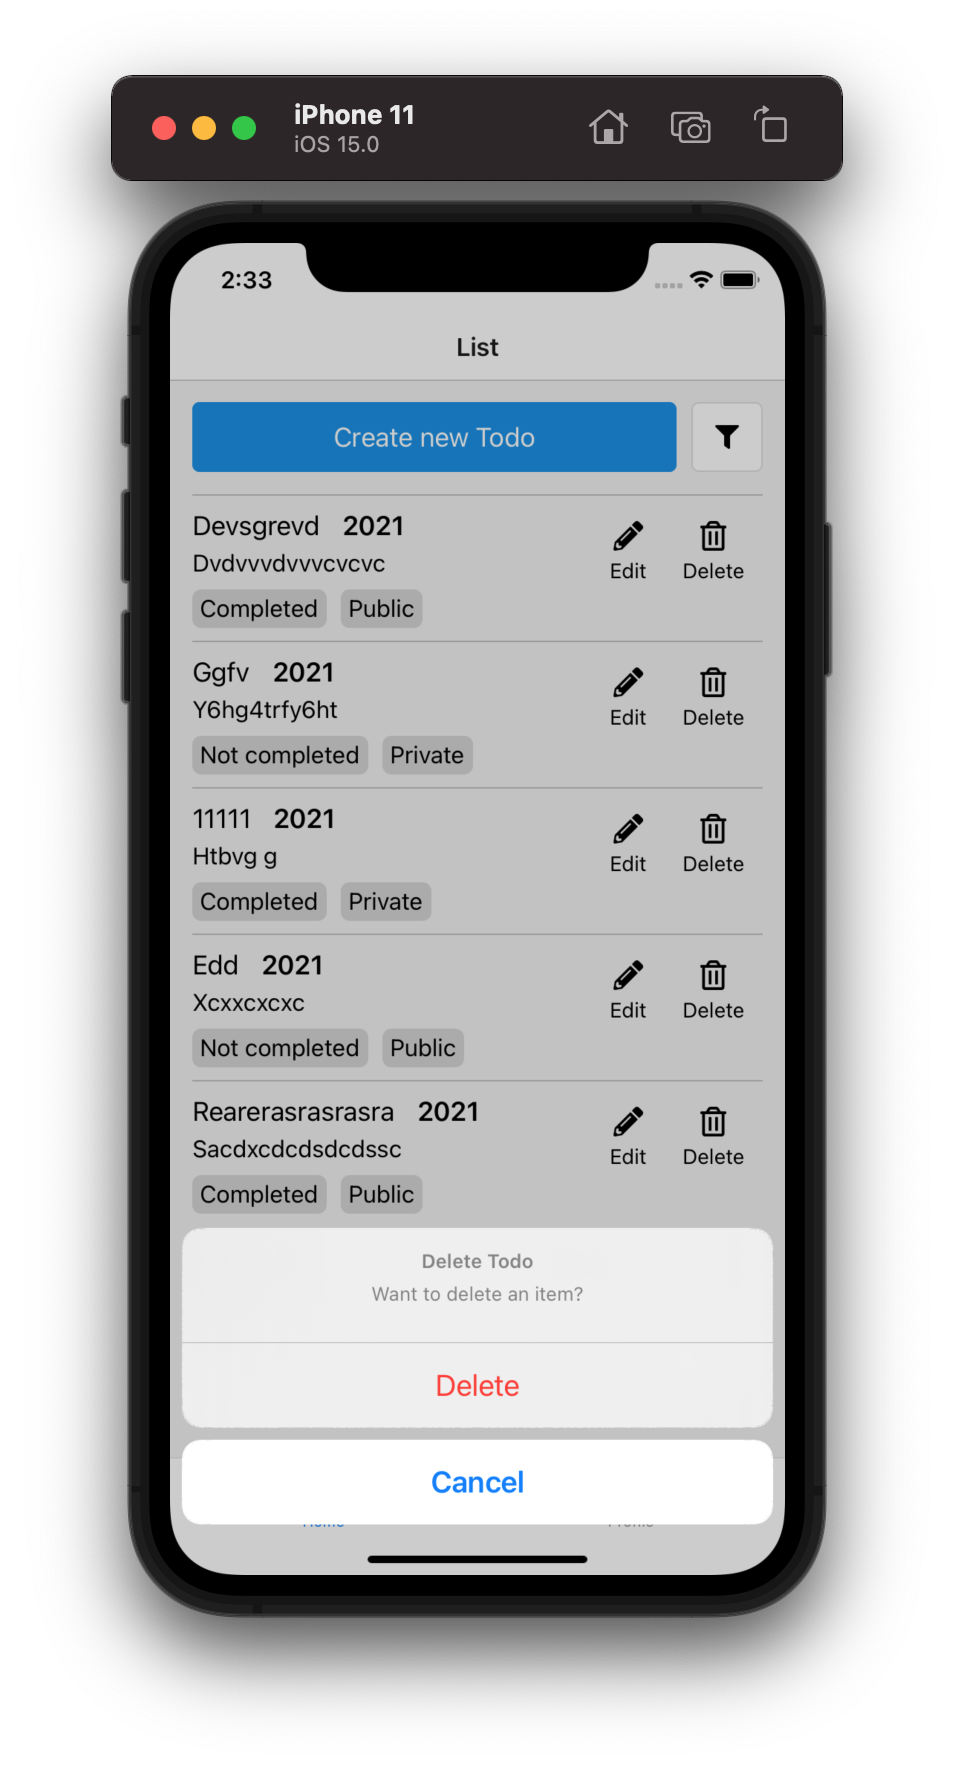 iPhone 11
iOS 15.0
2:33
List
Create new Todo
Devsgrevd 2021
Dvdvvvdvvvcvcvc
Edit Delete
Completed Public
Ggfv 2021
Y6hg4trfy6ht
Edit Delete
Not completed Private
11111 2021
Htbvg g
Edit Delete
Completed Private
Edd 2021
Xcxxcxcxc
Edit Delete
Not completed Public
Rearerasrasrasra 2021
Sacdxcdcdsdcdssc
Edit Delete
Completed Public
Delete Todo
Want to delete an item?
Delete
Cancel